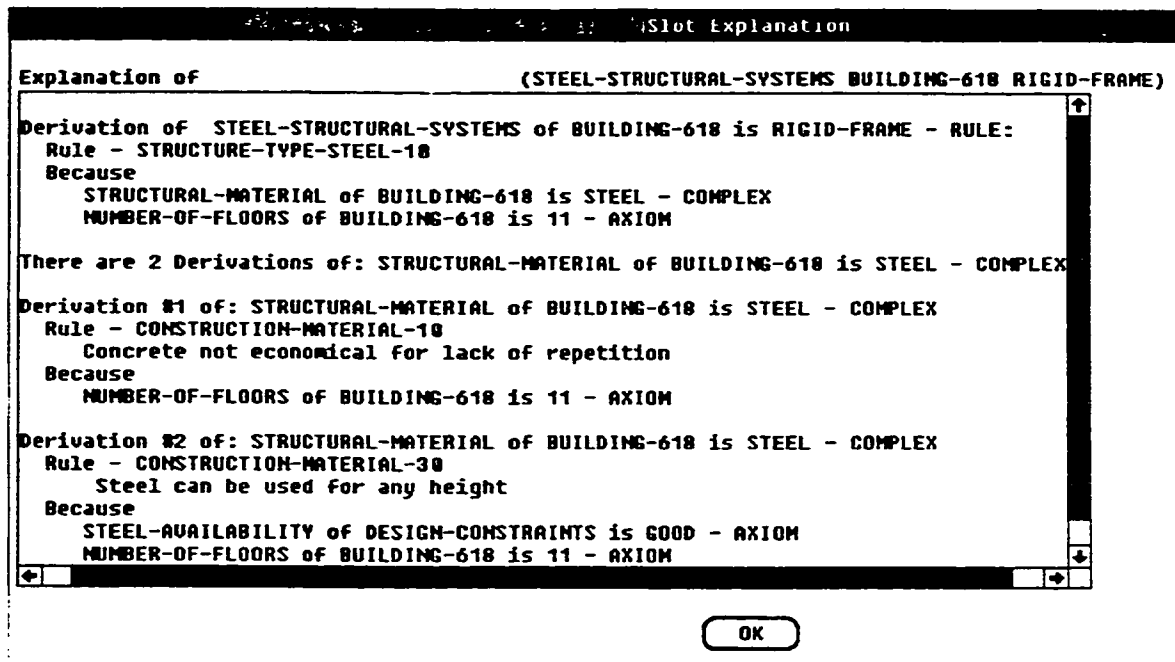 Slot Explanation
Explanation of (STEEL-STRUCTURAL-SYSTEMS BUILDING-618 RIGID-FRAME)
Derivation of STEEL-STRUCTURAL-SYSTEMS of BUILDING-618 is RIGID-FRAME - RULE:
Rule - STRUCTURE-TYPE-STEEL-10
Because
STRUCTURAL-MATERIAL of BUILDING-618 is STEEL - COMPLEX
NUMBER-OF-FLOORS of BUILDING-618 is 11 - AXIOM
There are 2 Derivations of: STRUCTURAL-MATERIAL of BUILDING-618 is STEEL - COMPLEX
Derivation #1 of: STRUCTURAL-MATERIAL of BUILDING-618 is STEEL - COMPLEX
Rule - CONSTRUCTION-MATERIAL-10
Concrete not economical for lack of repetition
Because
NUMBER-OF-FLOORS of BUILDING-618 is 11 - AXIOM
Derivation #2 of: STRUCTURAL-MATERIAL of BUILDING-618 is STEEL - COMPLEX
Rule - CONSTRUCTION-MATERIAL-30
Steel can be used for any height
Because
STEEL-AVAILABILITY of DESIGN-CONSTRAINTS is GOOD - AXIOM
NUMBER-OF-FLOORS of BUILDING-618 is 11 - AXIOM
OK